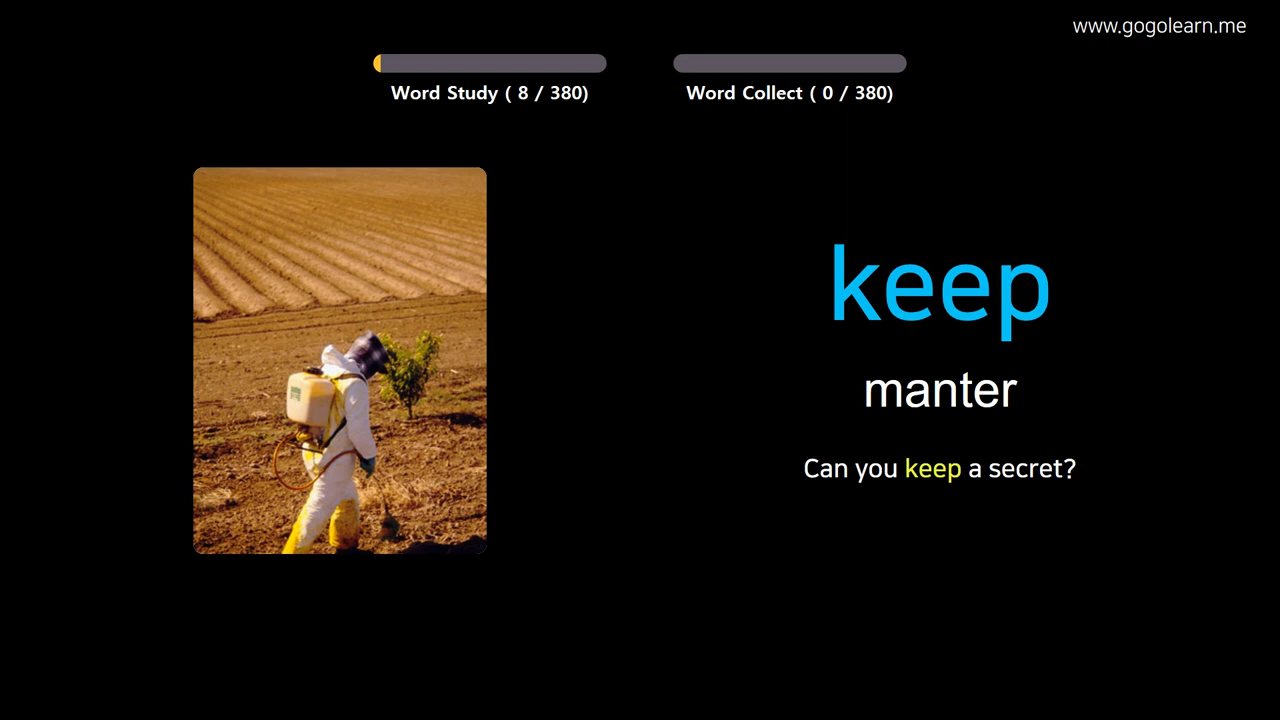 www.gogolearn.me
Word Study ( 8 / 380)
Word Collect ( 0 / 380)
keep
manter
Can you keep a secret?